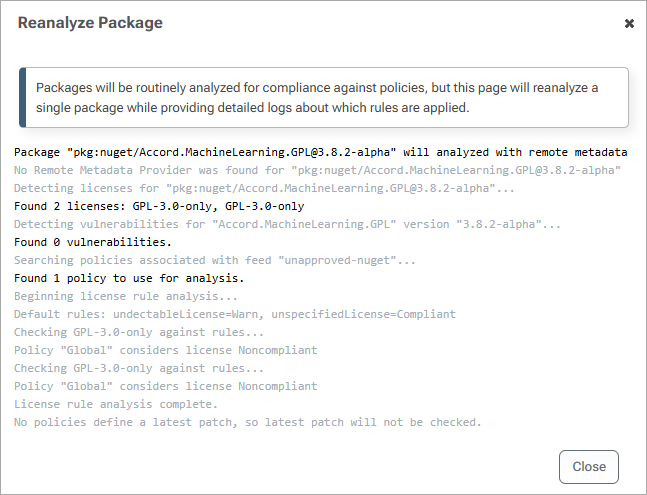 Reanalyze Package
✖
Packages will be routinely analyzed for compliance against policies, but this page will reanalyze a
single package while providing detailed logs about which rules are applied.
Package "pkg:nuget/Accord.MachineLearning.GPL@3.8.2-alpha" will analyzed with remote metadata
No Remote Metadata Provider was found for "pkg:nuget/Accord.MachineLearning.GPL@3.8.2-alpha"
Detecting licenses for "pkg:nuget/Accord.MachineLearning.GPL@3.8.2-alpha"...
Found 2 licenses: GPL-3.0-only, GPL-3.0-only
Detecting vulnerabilities for "Accord.MachineLearning.GPL" version "3.8.2-alpha"...
Found 0 vulnerabilities.
Searching policies associated with feed "unapproved-nuget"...
Found 1 policy to use for analysis.
Beginning license rule analysis...
Default rules: undectableLicense=Warn, unspecifiedLicense=Compliant
Checking GPL-3.0-only against rules...
Policy "Global" considers license Noncompliant
Checking GPL-3.0-only against rules...
Policy "Global" considers license Noncompliant
License rule analysis complete.
No policies define a latest patch, so latest patch will not be checked.
Close